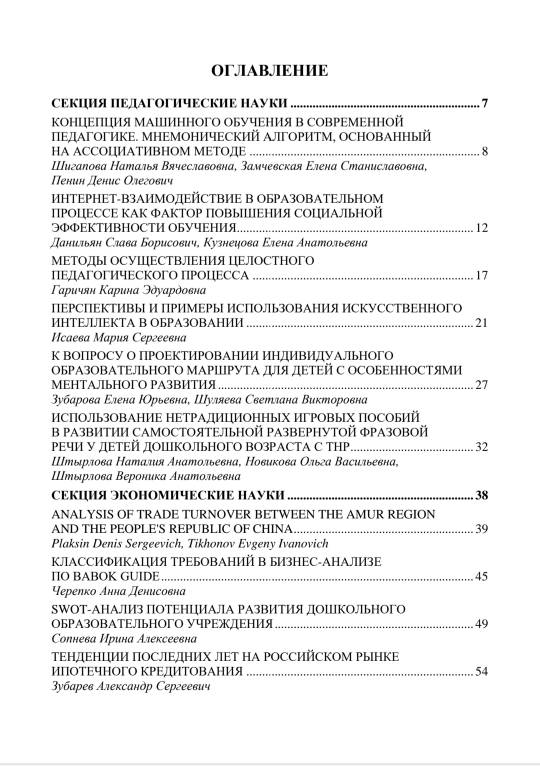 ОГЛАВЛЕНИЕ
СЕКЦИЯ ПЕДАГОГИЧЕСКИЕ НАУКИ ... 7
КОНЦЕПЦИЯ МАШИННОГО ОБУЧЕНИЯ В СОВРЕМЕННОЙ
ПЕДАГОГИКЕ. МНЕМОНИЧЕСКИЙ АЛГОРИТМ, ОСНОВАННЫЙ
НА АССОЦИАТИВНОМ МЕТОДЕ ... 8
Шигапова Наталья Вячеславовна, Замчевская Елена Станиславовна,
Пенин Денис Олегович
ИНТЕРНЕТ-ВЗАИМОДЕЙСТВИЕ В ОБРАЗОВАТЕЛЬНОМ
ПРОЦЕССЕ КАК ФАКТОР ПОВЫШЕНИЯ СОЦИАЛЬНОЙ
ЭФФЕКТИВНОСТИ ОБУЧЕНИЯ ... 12
Данильян Слава Борисович, Кузнецова Елена Анатольевна
МЕТОДЫ ОСУЩЕСТВЛЕНИЯ ЦЕЛОСТНОГО
ПЕДАГОГИЧЕСКОГО ПРОЦЕССА ... 17
Гаричян Карина Эдуардовна
ПЕРСПЕКТИВЫ И ПРИМЕРЫ ИСПОЛЬЗОВАНИЯ ИСКУССТВЕННОГО
ИНТЕЛЛЕКТА В ОБРАЗОВАНИИ ... 21
Исаева Мария Сергеевна
К ВОПРОСУ О ПРОЕКТИРОВАНИИ ИНДИВИДУАЛЬНОГО
ОБРАЗОВАТЕЛЬНОГО МАРШРУТА ДЛЯ ДЕТЕЙ С ОСОБЕННОСТЯМИ
МЕНТАЛЬНОГО РАЗВИТИЯ ... 27
Зубарова Елена Юрьевна, Шуляева Светлана Викторовна
ИСПОЛЬЗОВАНИЕ НЕТРАДИЦИОННЫХ ИГРОВЫХ ПОСОБИЙ
В РАЗВИТИИ САМОСТОЯТЕЛЬНОЙ РАЗВЕРНУТОЙ ФРАЗОВОЙ
РЕЧИ У ДЕТЕЙ ДОШКОЛЬНОГО ВОЗРАСТА С ТНР ... 32
Штырлова Наталия Анатольевна, Новикова Ольга Васильевна,
Штырлова Вероника Анатольевна
СЕКЦИЯ ЭКОНОМИЧЕСКИЕ НАУКИ ... 38
ANALYSIS OF TRADE TURNOVER BETWEEN THE AMUR REGION
AND THE PEOPLE'S REPUBLIC OF CHINA ... 39
Plaksin Denis Sergeevich, Tikhonov Evgeny Ivanovich
КЛАССИФИКАЦИЯ ТРЕБОВАНИЙ В БИЗНЕС-АНАЛИЗЕ
ПО BABOK GUIDE ... 45
Черепко Анна Денисовна
SWOT-АНАЛИЗ ПОТЕНЦИАЛА РАЗВИТИЯ ДОШКОЛЬНОГО
ОБРАЗОВАТЕЛЬНОГО УЧРЕЖДЕНИЯ ... 49
Сопнева Ирина Алексеевна
ТЕНДЕНЦИИ ПОСЛЕДНИХ ЛЕТ НА РОССИЙСКОМ РЫНКЕ
ИПОТЕЧНОГО КРЕДИТОВАНИЯ ... 54
Зубарев Александр Сергеевич